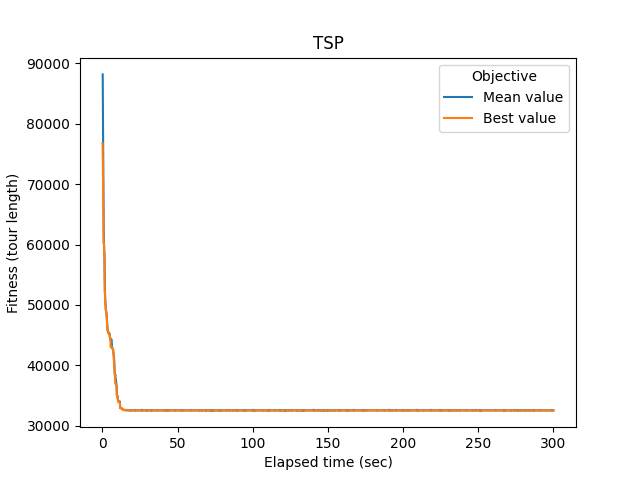 TSP
Objective
Mean value
Best value
Fitness (tour length)
90000
80000
70000
60000
50000
40000
30000
0 50 100 150 200 250 300
Elapsed time (sec)